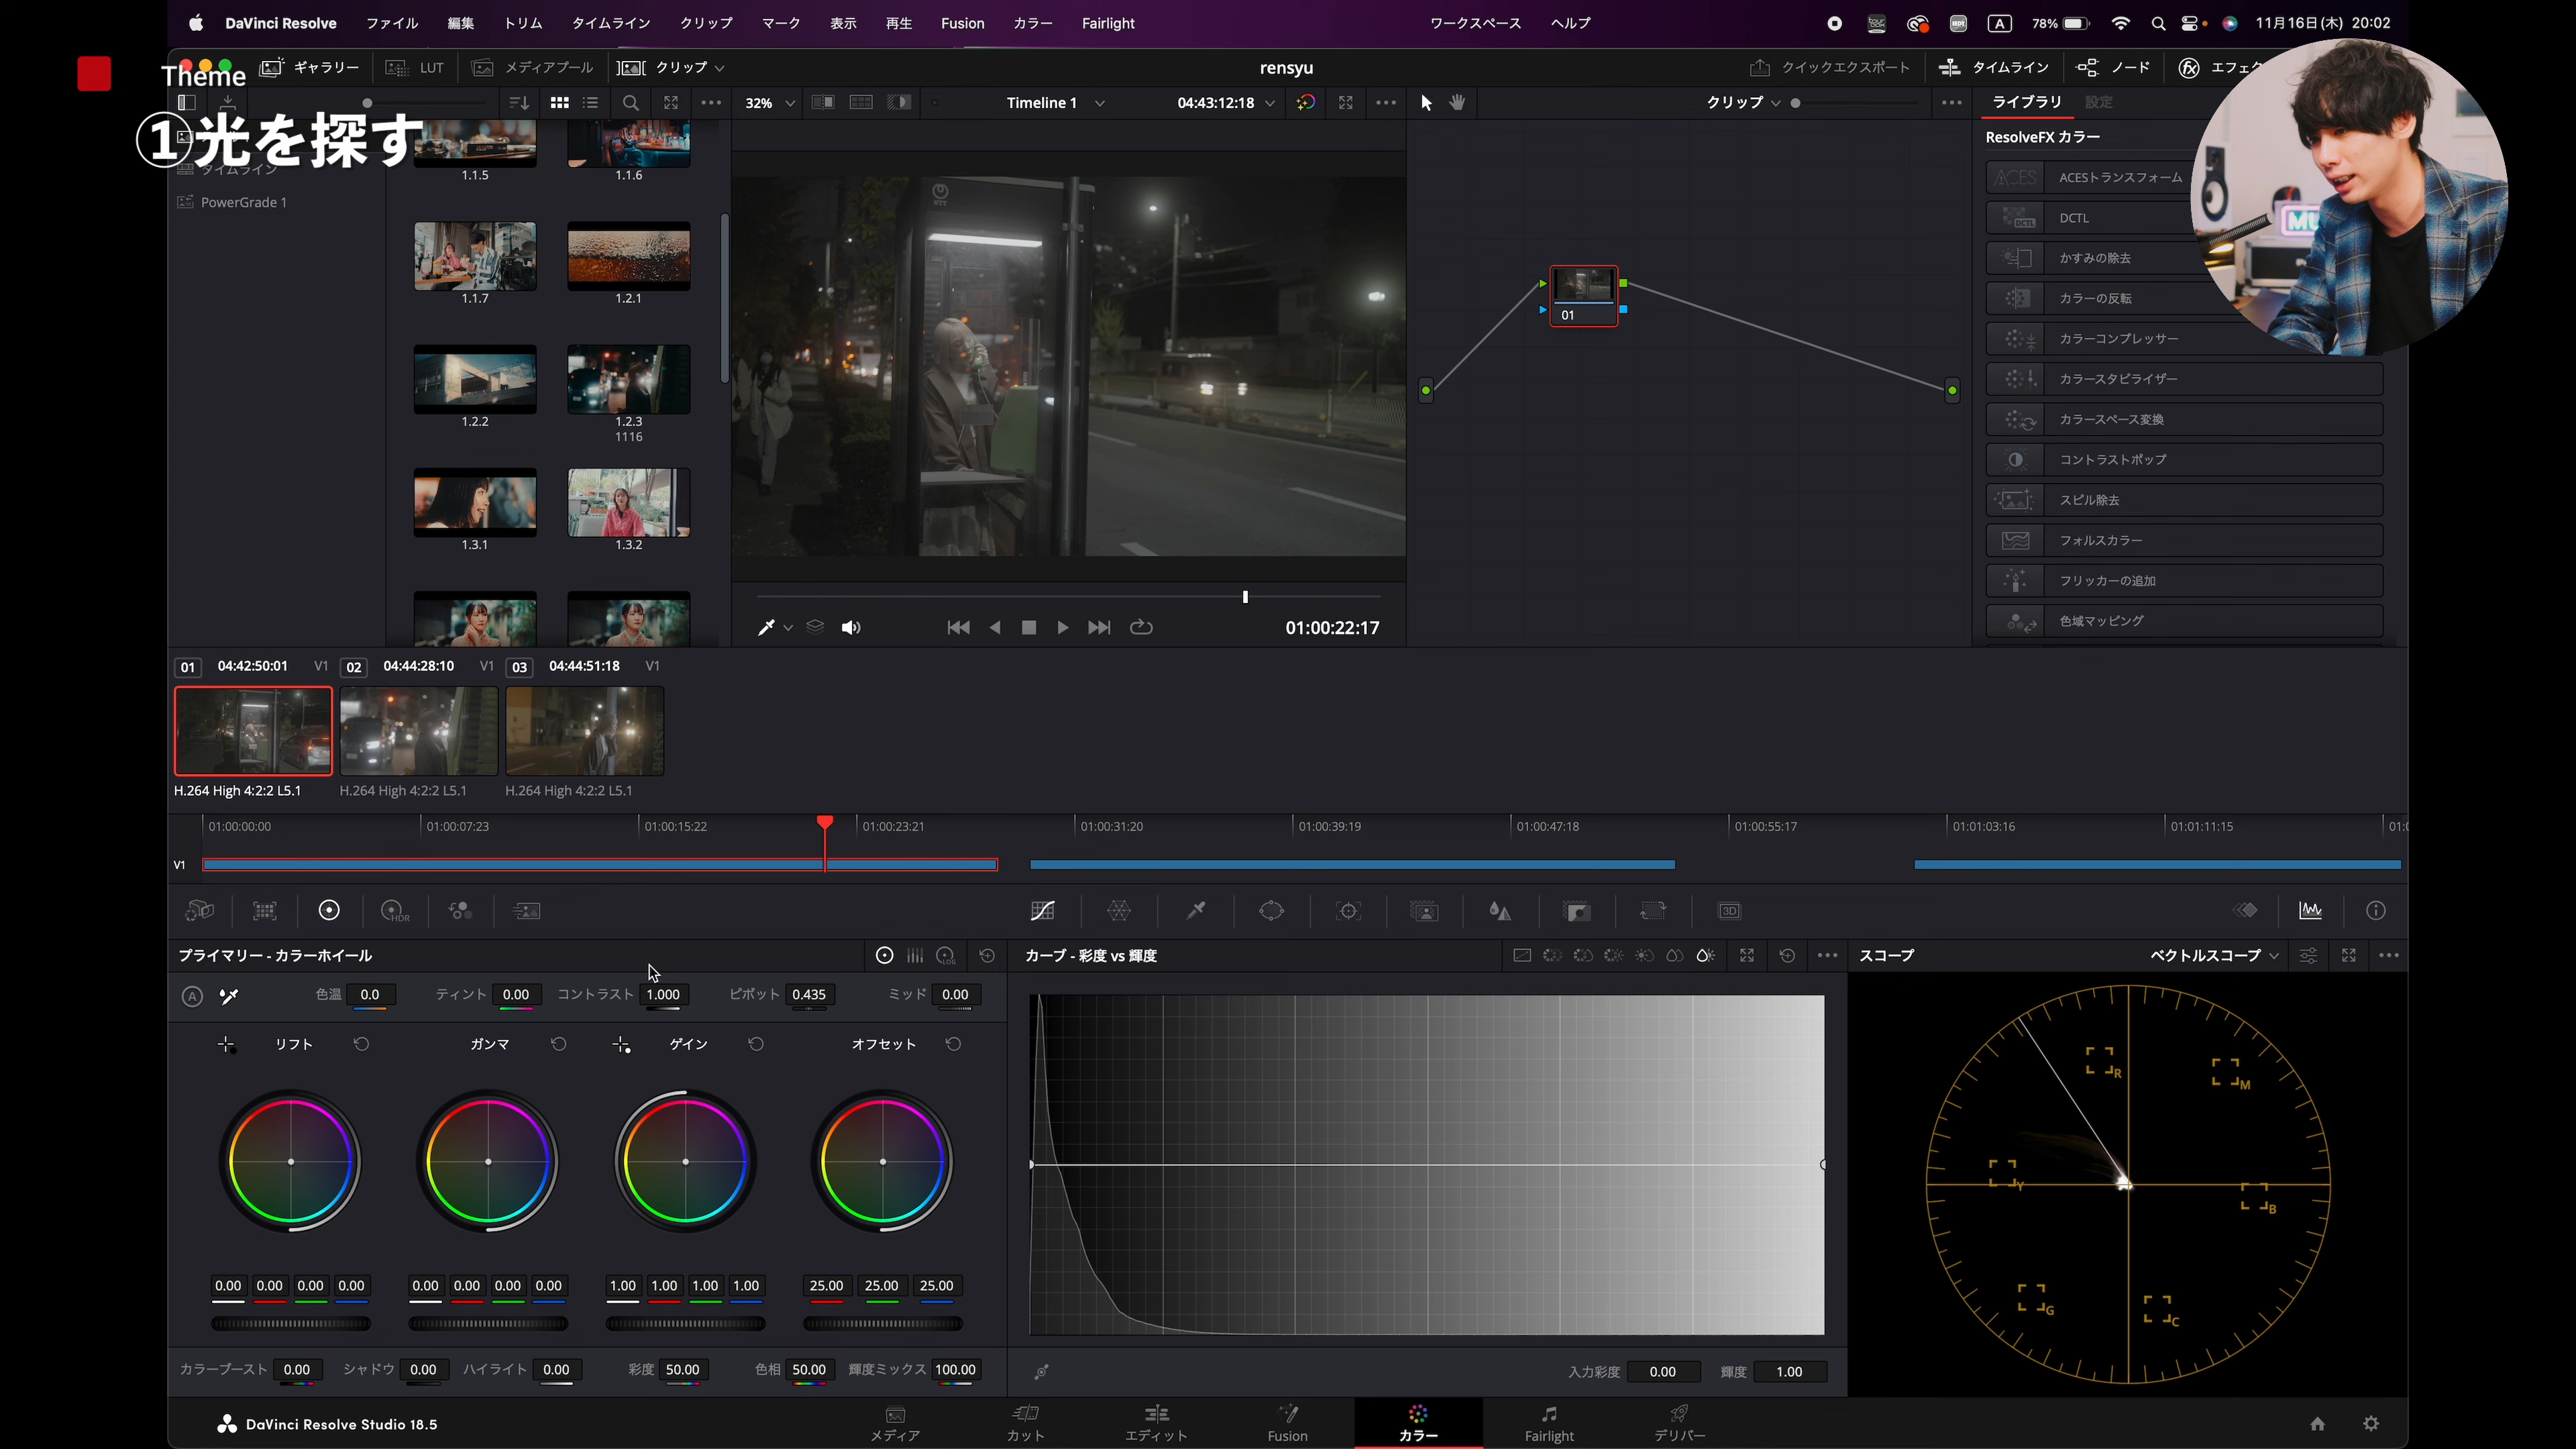 DaVinci Resolve ファイル 編集 トリム タイムライン クリップ マーク 表示 再生 Fusion カラー Fairlight ワークスペース ヘルプ A 78% 11月16日(木) 20:02
Theme
①光を探す
ギャラリー LUT メディアプール クリップ rensyu クイックエクスポート タイムライン ノード エフェク
32% Timeline 1 04:43:12:18 クリップ ライブラリ 設定
タイムライン
PowerGrade 1
1.1.5 1.1.6
1.1.7 1.2.1
1.2.2 1.2.3
1116
1.3.1 1.3.2
01
ResolveFX カラー
ACES ACESトランスフォーム
DCTL DCTL
かすみの除去
カラーの反転
カラーコンプレッサー
カラースタビライザー
カラースペース変換
コントラストポップ
スピル除去
フォルスカラー
フリッカーの追加
色域マッピング
MU
01:00:22:17
01 04:42:50:01 V1 02 04:44:28:10 V1 03 04:44:51:18 V1
H.264 High 4:2:2 L5.1 H.264 High 4:2:2 L5.1 H.264 High 4:2:2 L5.1
01:00:00:00 01:00:07:23 01:00:15:22 01:00:23:21 01:00:31:20 01:00:39:19 01:00:47:18 01:00:55:17 01:01:03:16 01:01:11:15
V1
HDR 3D
プライマリー - カラーホイール LOG カーブ - 彩度 vs 輝度 スコープ ベクトルスコープ
A 色温 0.0 ティント 0.00 コントラスト 1.000 ピボット 0.435 ミッド 0.00
リフト ガンマ ゲイン オフセット
R M Y B G C
0.00 0.00 0.00 0.00 0.00 0.00 0.00 0.00 1.00 1.00 1.00 1.00 25.00 25.00 25.00
カラーブースト 0.00 シャドウ 0.00 ハイライト 0.00 彩度 50.00 色相 50.00 輝度ミックス 100.00 入力彩度 0.00 輝度 1.00
DaVinci Resolve Studio 18.5 メディア カット エディット Fusion カラー Fairlight デリバー